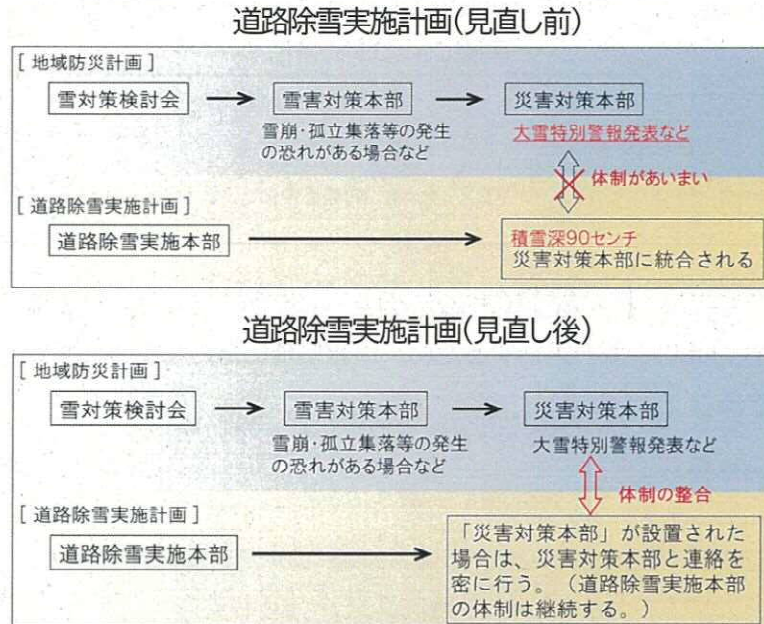 道路除雪実施計画(見直し前)
[ 地域防災計画 ]
雪対策検討会 → 雪害対策本部 → 災害対策本部
雪崩・孤立集落等の発生
の恐れがある場合など
大雪特別警報発表など
体制があいまい
[ 道路除雪実施計画 ]
道路除雪実施本部 →
積雪深90センチ
災害対策本部に統合される
道路除雪実施計画(見直し後)
[ 地域防災計画 ]
雪対策検討会 → 雪害対策本部 → 災害対策本部
雪崩・孤立集落等の発生
の恐れがある場合など
大雪特別警報発表など
体制の整合
[ 道路除雪実施計画 ]
道路除雪実施本部 →
「災害対策本部」が設置された
場合は、災害対策本部と連絡を
密に行う。（道路除雪実施本部
の体制は継続する。）